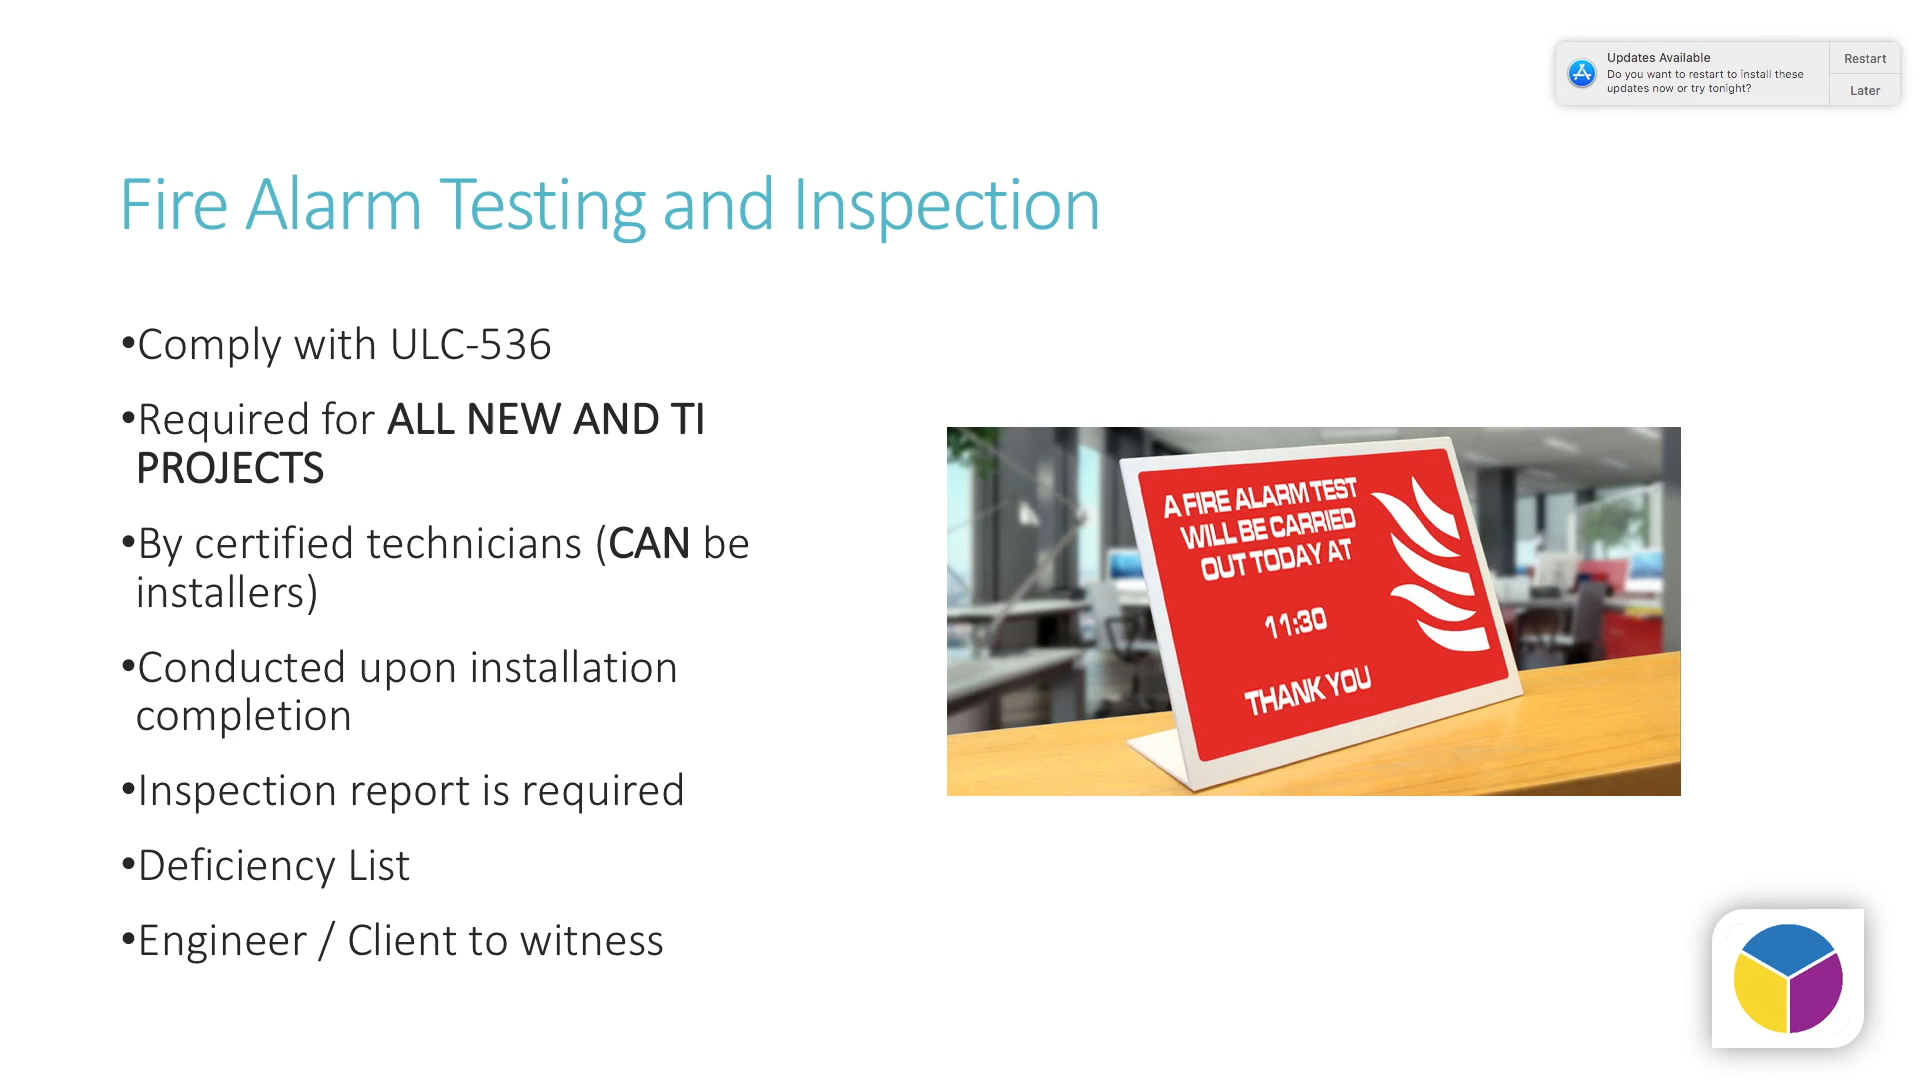 Updates Available
Do you want to restart to install these
updates now or try tonight?
Restart
Later
Fire Alarm Testing and Inspection
•Comply with ULC-536
•Required for ALL NEW AND TI
PROJECTS
•By certified technicians (CAN be
installers)
•Conducted upon installation
completion
•Inspection report is required
•Deficiency List
•Engineer / Client to witness
A FIRE ALARM TEST
WILL BE CARRIED
OUT TODAY AT
11:30
THANK YOU